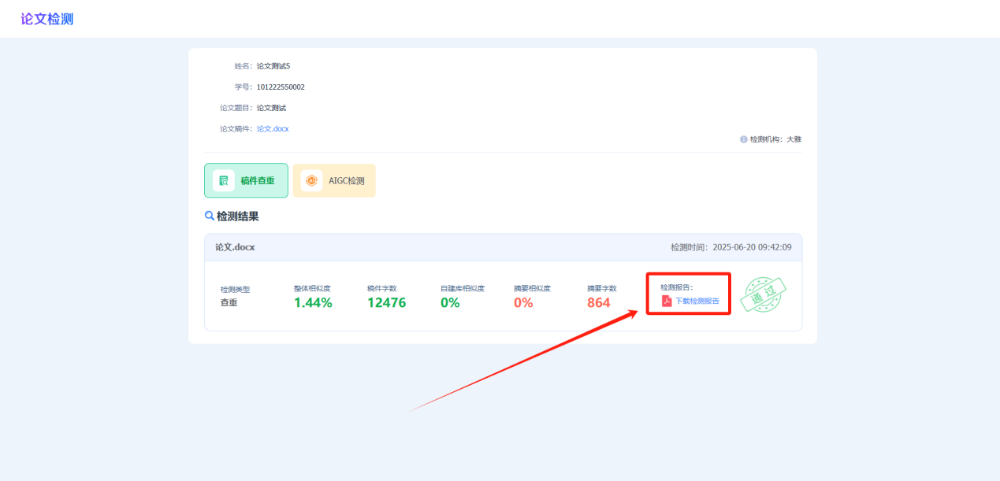 论文检测
姓名: 论文测试5
学号: 101222550002
论文题目: 论文测试
论文稿件: 论文.docx
检测机构: 大雅
稿件查重
AI AIGC检测
检测结果
论文.docx 检测时间: 2025-06-20 09:42:09
检测类型 整体相似度 稿件字数 自建库相似度 摘要相似度 摘要字数 检测报告:
查重 1.44% 12476 0% 0% 864 下载检测报告
通过